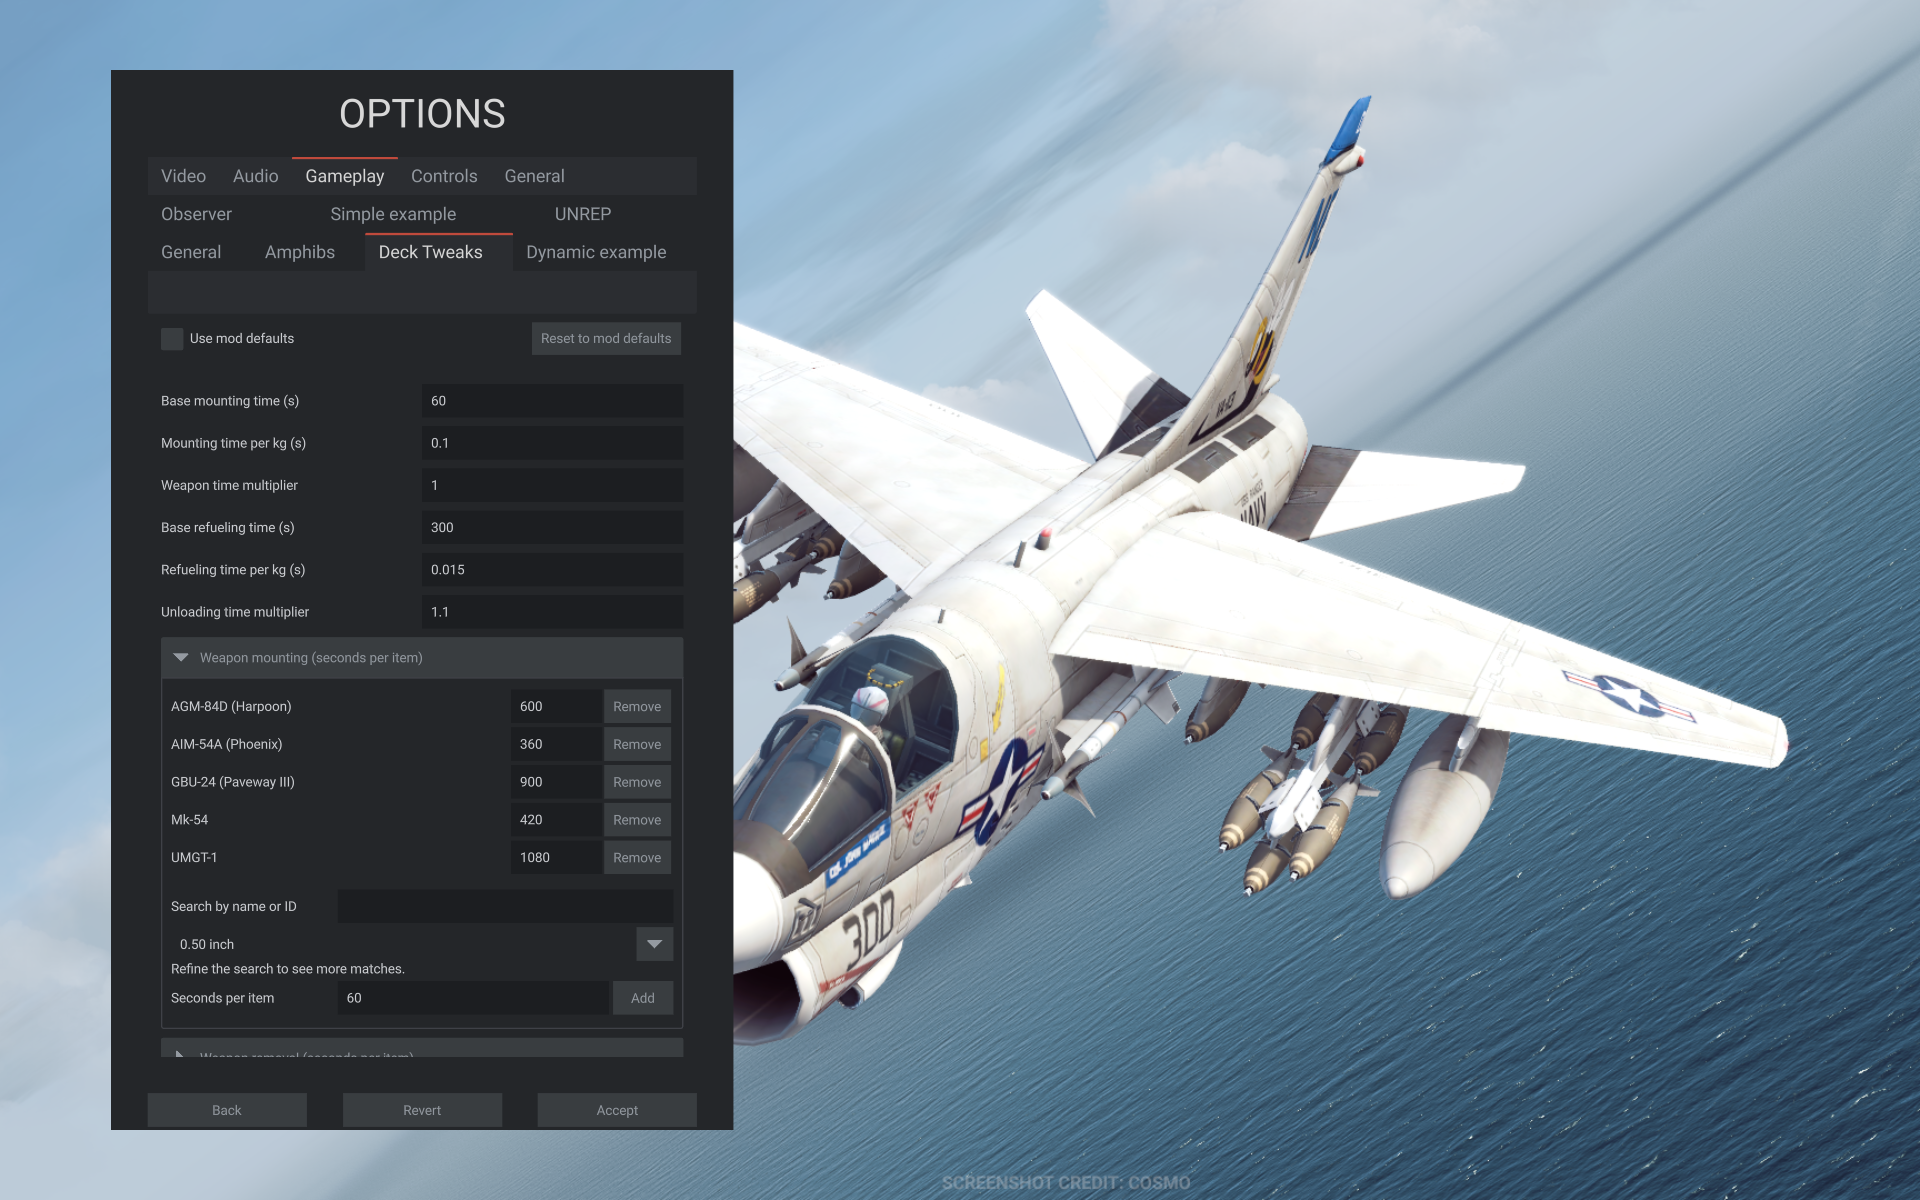 OPTIONS
Video Audio Gameplay Controls General
Observer Simple example UNREP
General Amphibs Deck Tweaks Dynamic example
Use mod defaults Reset to mod defaults
Base mounting time (s) 60
Mounting time per kg (s) 0.1
Weapon time multiplier 1
Base refueling time (s) 300
Refueling time per kg (s) 0.015
Unloading time multiplier 1.1
Weapon mounting (seconds per item)
AGM-84D (Harpoon) 600 Remove
AIM-54A (Phoenix) 360 Remove
GBU-24 (Paveway III) 900 Remove
Mk-54 420 Remove
UMGT-1 1080 Remove
Search by name or ID
0.50 inch
Refine the search to see more matches.
Seconds per item 60 Add
Weapon removal (seconds per item)
Back Revert Accept
NAVY
300
SCREENSHOT CREDIT: COSMO